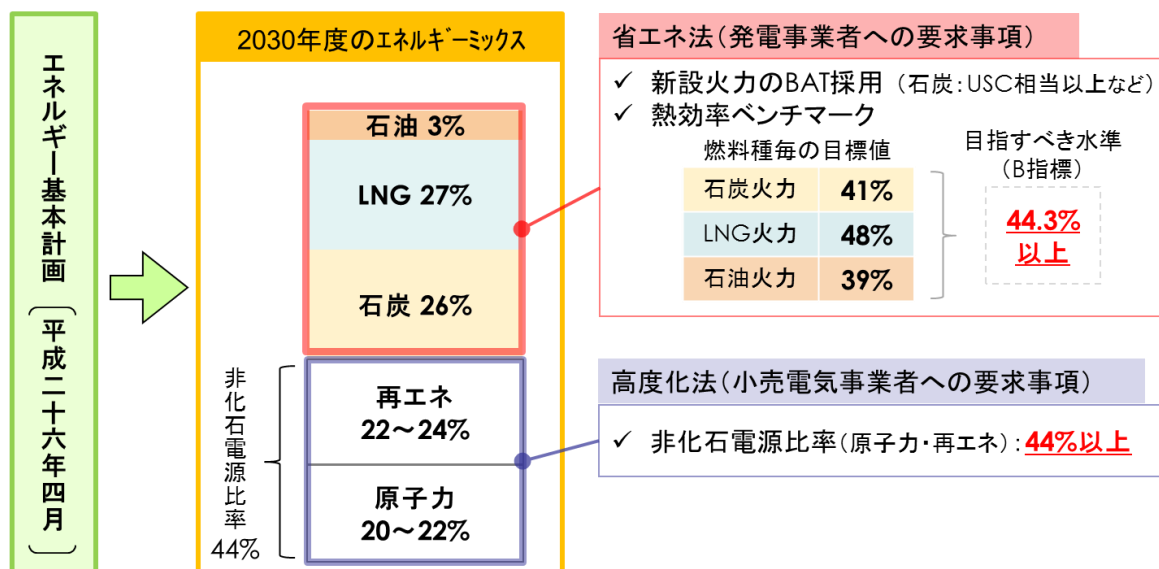 エネルギー基本計画〔平成二十六年四月〕
2030年度のエネルギーミックス
石油 3%
LNG 27%
石炭 26%
再エネ
22～24%
原子力
20～22%
非化石電源比率
44%
省エネ法(発電事業者への要求事項)
✓ 新設火力のBAT採用 (石炭:USC相当以上など)
✓ 熱効率ベンチマーク
燃料種毎の目標値
石炭火力 41%
LNG火力 48%
石油火力 39%
目指すべき水準
(B指標)
44.3%
以上
高度化法(小売電気事業者への要求事項)
✓ 非化石電源比率(原子力・再エネ):44%以上